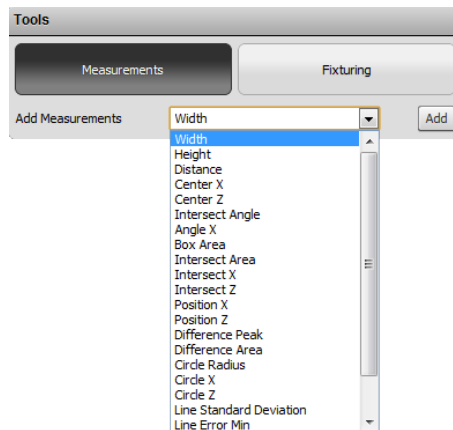 Tools
Measurements Fixturing
Add Measurements Width Add
Width
Height
Distance
Center X
Center Z
Intersect Angle
Angle X
Box Area
Intersect Area
Intersect X
Intersect Z
Position X
Position Z
Difference Peak
Difference Area
Circle Radius
Circle X
Circle Z
Line Standard Deviation
Line Error Min